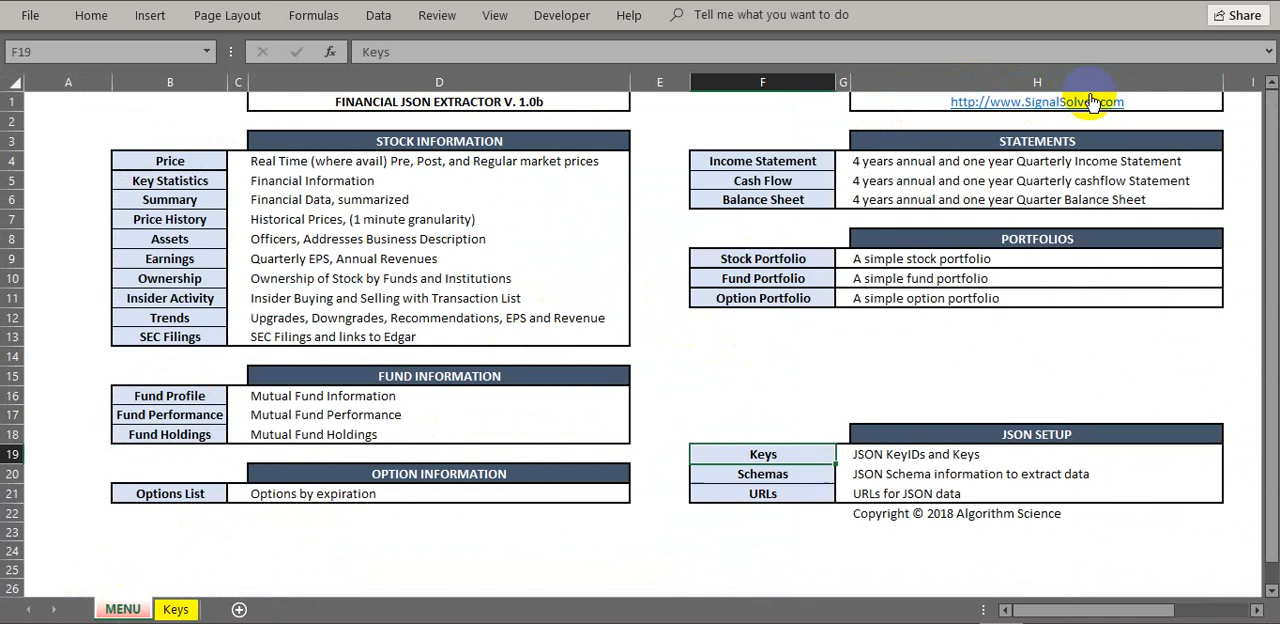 File Home Insert Page Layout Formulas Data Review View Developer Help Tell me what you want to do Share
F19 fx Keys
A B C D E F G H I
1 FINANCIAL JSON EXTRACTOR V. 1.0b http://www.SignalSolver.com
2
3 STOCK INFORMATION STATEMENTS
4 Price Real Time (where avail) Pre, Post, and Regular market prices Income Statement 4 years annual and one year Quarterly Income Statement
5 Key Statistics Financial Information Cash Flow 4 years annual and one year Quarterly cashflow Statement
6 Summary Financial Data, summarized Balance Sheet 4 years annual and one year Quarter Balance Sheet
7 Price History Historical Prices, (1 minute granularity)
8 Assets Officers, Addresses Business Description PORTFOLIOS
9 Earnings Quarterly EPS, Annual Revenues Stock Portfolio A simple stock portfolio
10 Ownership Ownership of Stock by Funds and Institutions Fund Portfolio A simple fund portfolio
11 Insider Activity Insider Buying and Selling with Transaction List Option Portfolio A simple option portfolio
12 Trends Upgrades, Downgrades, Recommendations, EPS and Revenue
13 SEC Filings SEC Filings and links to Edgar
14
15 FUND INFORMATION
16 Fund Profile Mutual Fund Information
17 Fund Performance Mutual Fund Performance
18 Fund Holdings Mutual Fund Holdings JSON SETUP
19 Keys JSON KeyIDs and Keys
20 OPTION INFORMATION Schemas JSON Schema information to extract data
21 Options List Options by expiration URLs URLs for JSON data
22 Copyright © 2018 Algorithm Science
23
24
25
26
MENU Keys